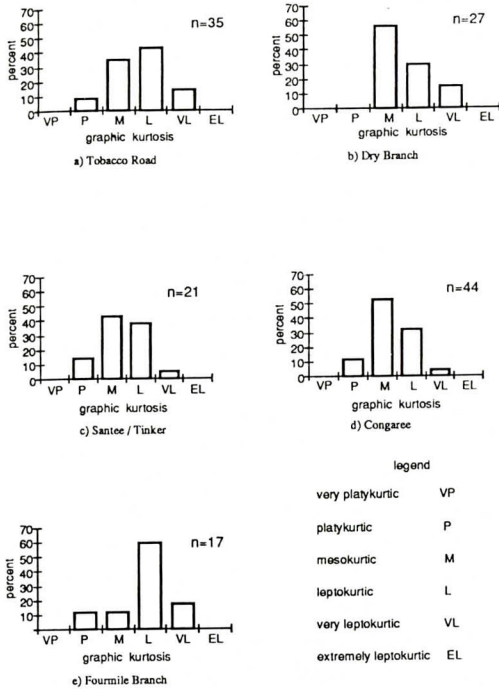 70
60
50
40
30
20
10
0
percent
n=35
VP P M L VL EL
graphic kurtosis
a) Tobacco Road
70
60
50
40
30
20
10
0
percent
n=27
VP P M L VL EL
graphic kurtosis
b) Dry Branch
70
60
50
40
30
20
10
0
percent
n=21
VP P M L VL EL
graphic kurtosis
c) Santee / Tinker
70
60
50
40
30
20
10
0
percent
n=44
VP P M L VL EL
graphic kurtosis
d) Congaree
70
60
50
40
30
20
10
0
percent
n=17
VP P M L VL EL
graphic kurtosis
e) Fourmile Branch
legend
very platykurtic VP
platykurtic P
mesokurtic M
leptokurtic L
very leptokurtic VL
extremely leptokurtic EL